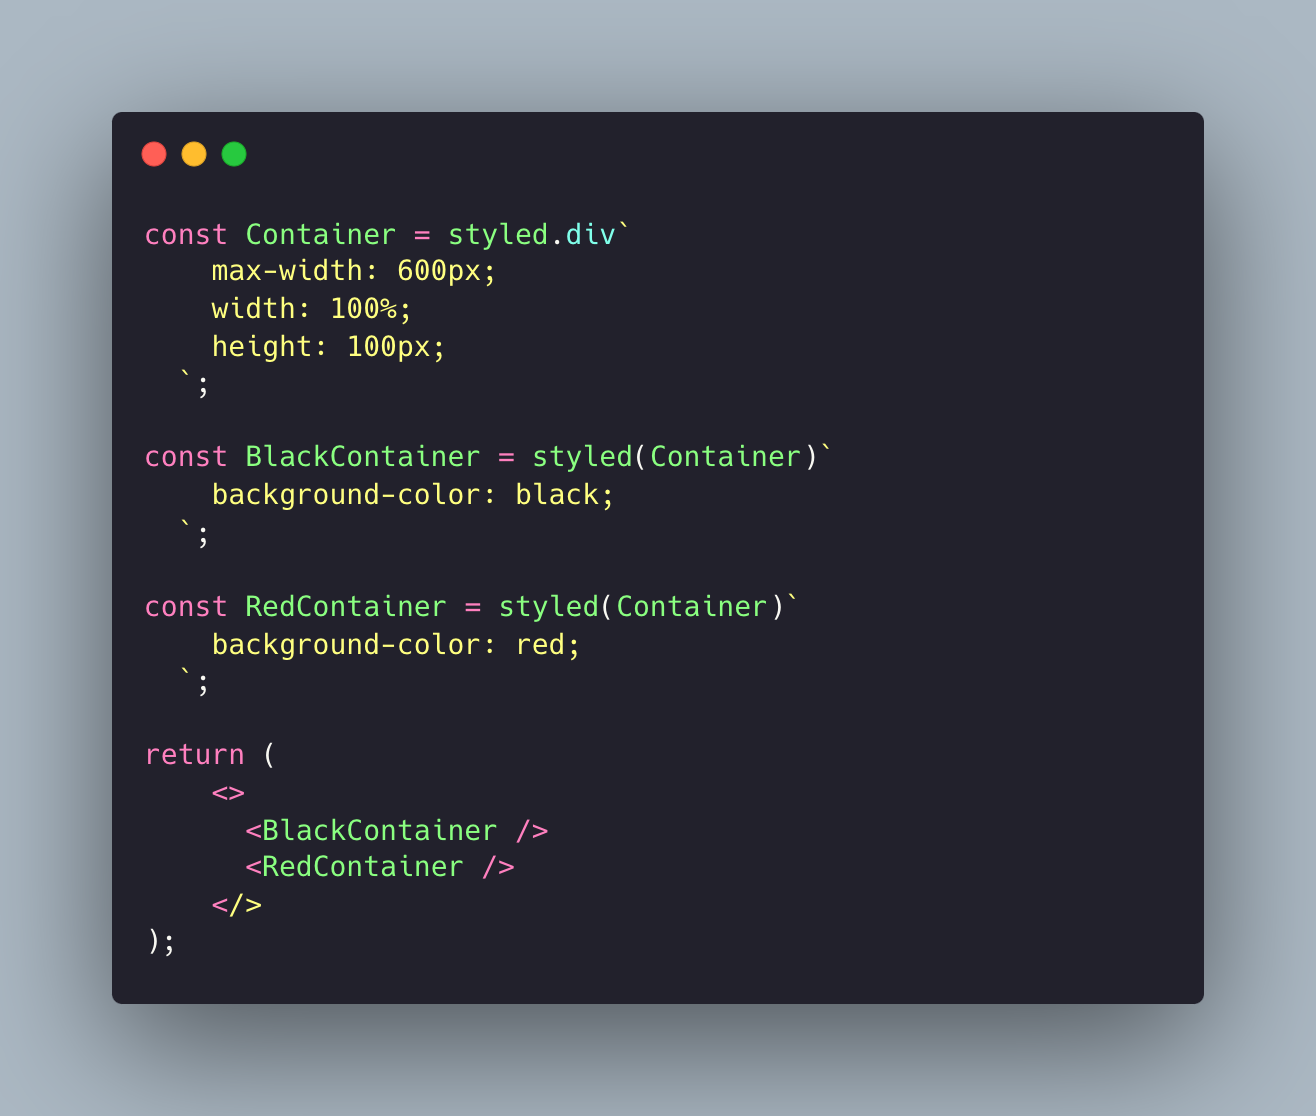 const Container = styled.div`
    max-width: 600px;
    width: 100%;
    height: 100px;
  `;

const BlackContainer = styled(Container)`
    background-color: black;
  `;

const RedContainer = styled(Container)`
    background-color: red;
  `;

return (
    <>
      <BlackContainer />
      <RedContainer />
    </>
);